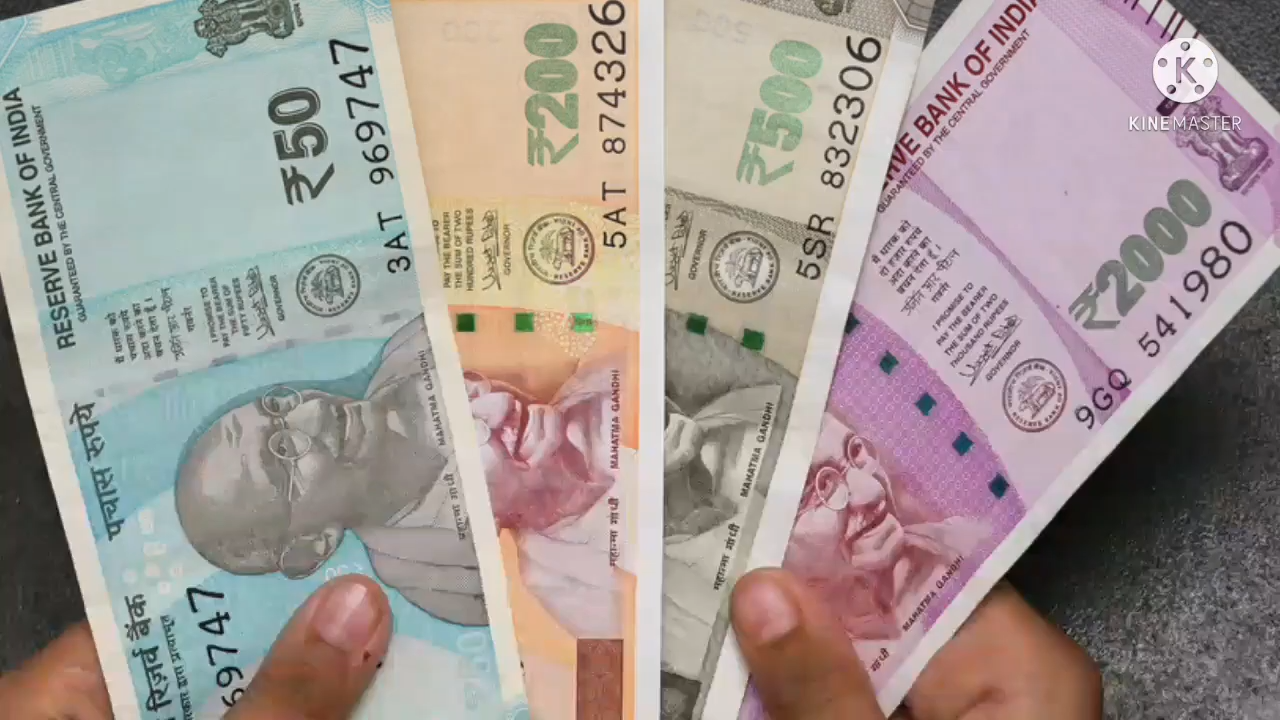 RESERVE BANK OF INDIA
GUARANTEED BY THE CENTRAL GOVERNMENT
₹50
3AT 969747
I PROMISE TO
PAY THE BEARER
THE SUM OF
FIFTY RUPEES
GOVERNOR
MAHATMA GANDHI
महात्मा गांधी
पचास रुपये
रिज़र्व बैंक
69747
₹200
5AT 874326
PAY THE BEARER
THE SUM OF TWO
HUNDRED RUPEES
GOVERNOR
MAHATMA GANDHI
महात्मा गांधी
₹500
5SR 832306
GOVERNOR
MAHATMA GANDHI
महात्मा गांधी
BANK OF INDIA
GUARANTEED BY THE CENTRAL GOVERNMENT
₹2000
9GQ 541980
I PROMISE TO
PAY THE BEARER
THE SUM OF TWO
THOUSAND RUPEES
GOVERNOR
MAHATMA GANDHI
गांधी
K
KINEMASTER